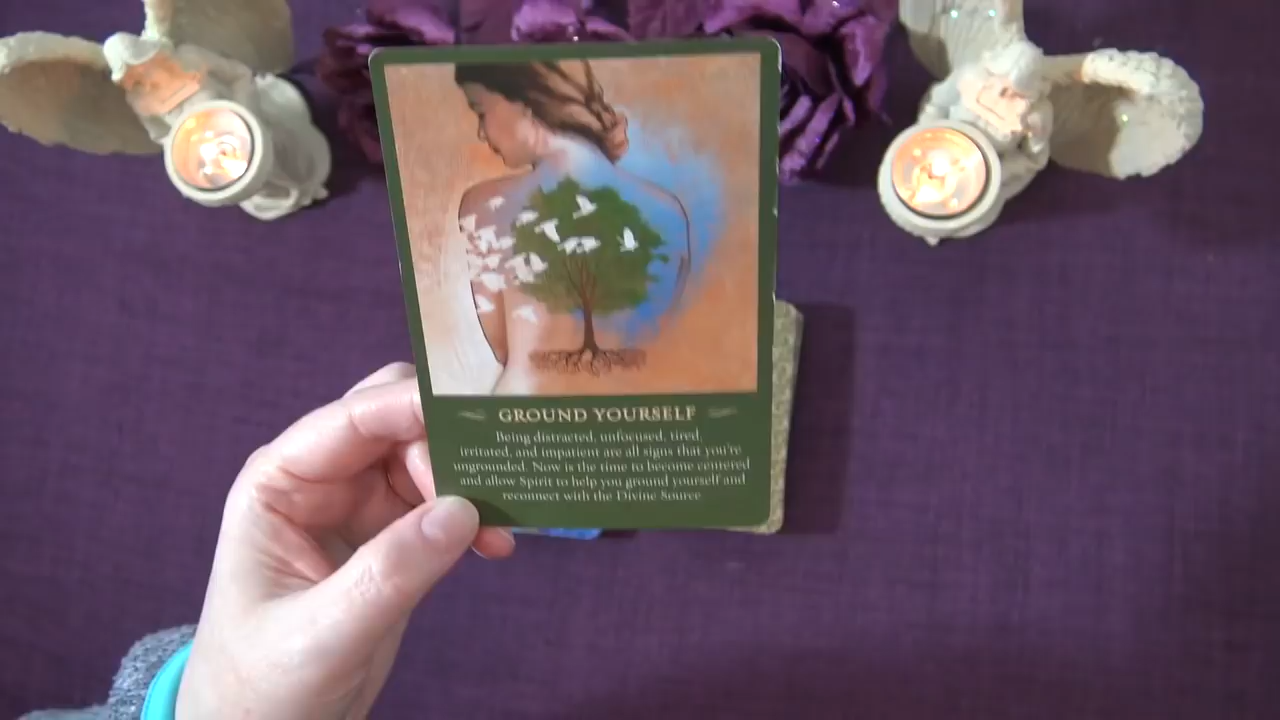 GROUND YOURSELF
Being distracted, unfocused, tired,
irritated, and impatient are all signs that you're
ungrounded. Now is the time to become centered
and allow Spirit to help you ground yourself and
reconnect with the Divine Source